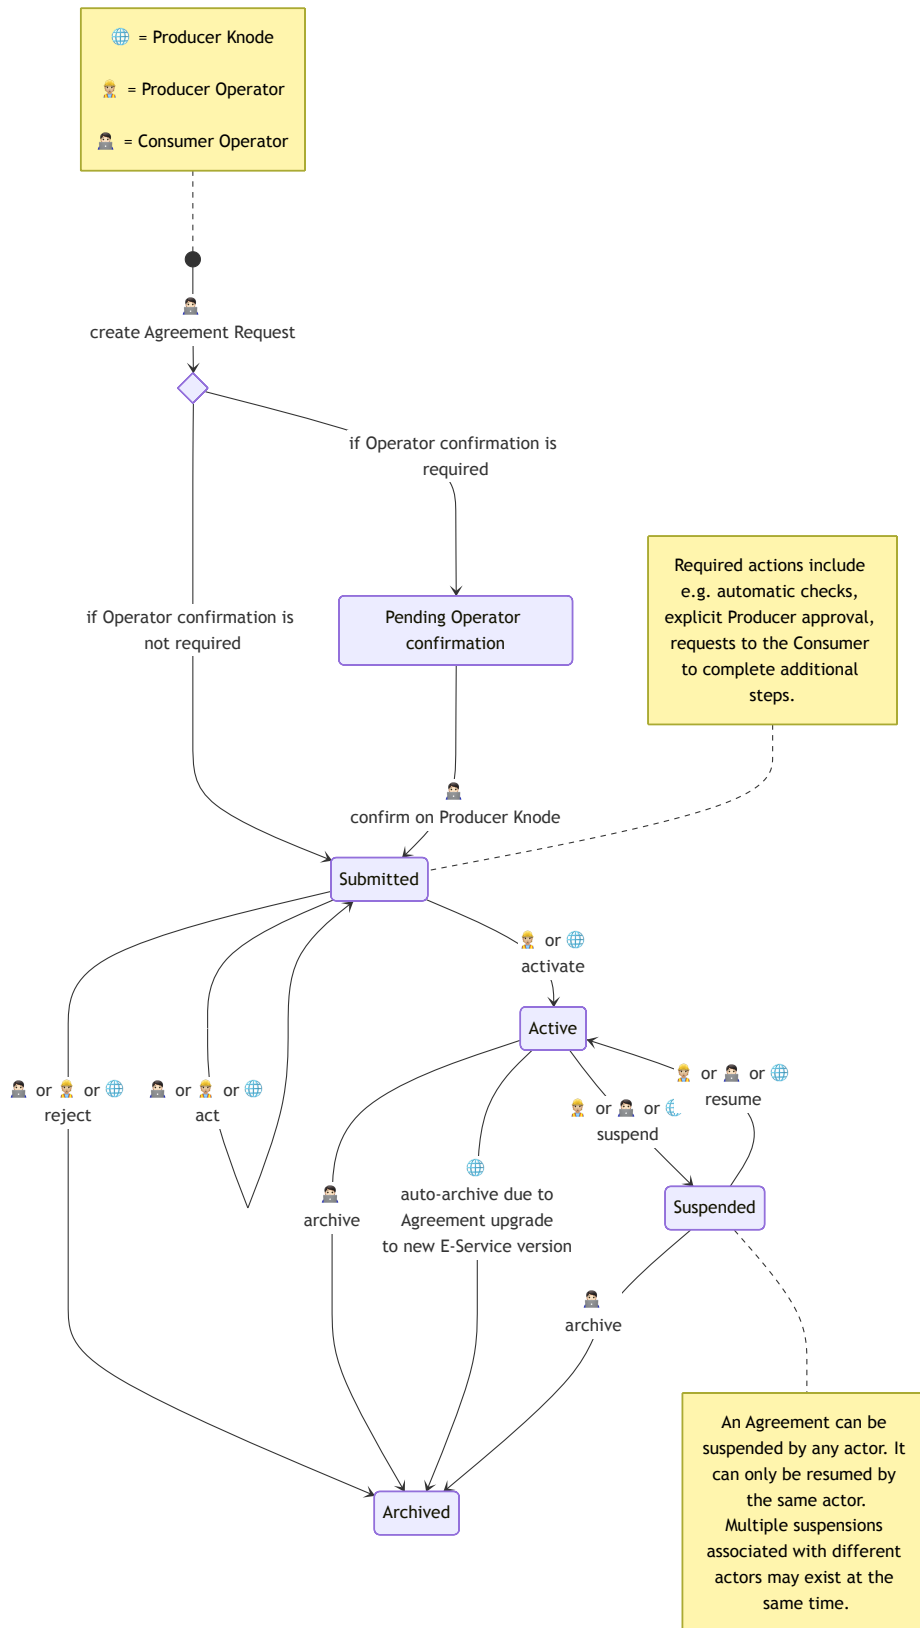 🌐 = Producer Knode
👷🏼 = Producer Operator
🧑🏻‍💻 = Consumer Operator
🧑🏻‍💻
create Agreement Request
if Operator confirmation is
required
if Operator confirmation is
not required
Pending Operator
confirmation
Required actions include
e.g. automatic checks,
explicit Producer approval,
requests to the Consumer
to complete additional
steps.
🧑🏻‍💻
confirm on Producer Knode
Submitted
👷🏼 or 🌐
activate
Active
🧑🏻‍💻 or 👷🏼 or 🌐
reject
🧑🏻‍💻 or 👷🏼 or 🌐
act
👷🏼 or 🧑🏻‍💻 or 🌐
resume
👷🏼 or 🧑🏻‍💻 or 🌐
suspend
🧑🏻‍💻
archive
🌐
auto-archive due to
Agreement upgrade
to new E-Service version
Suspended
🧑🏻‍💻
archive
Archived
An Agreement can be
suspended by any actor. It
can only be resumed by
the same actor.
Multiple suspensions
associated with different
actors may exist at the
same time.